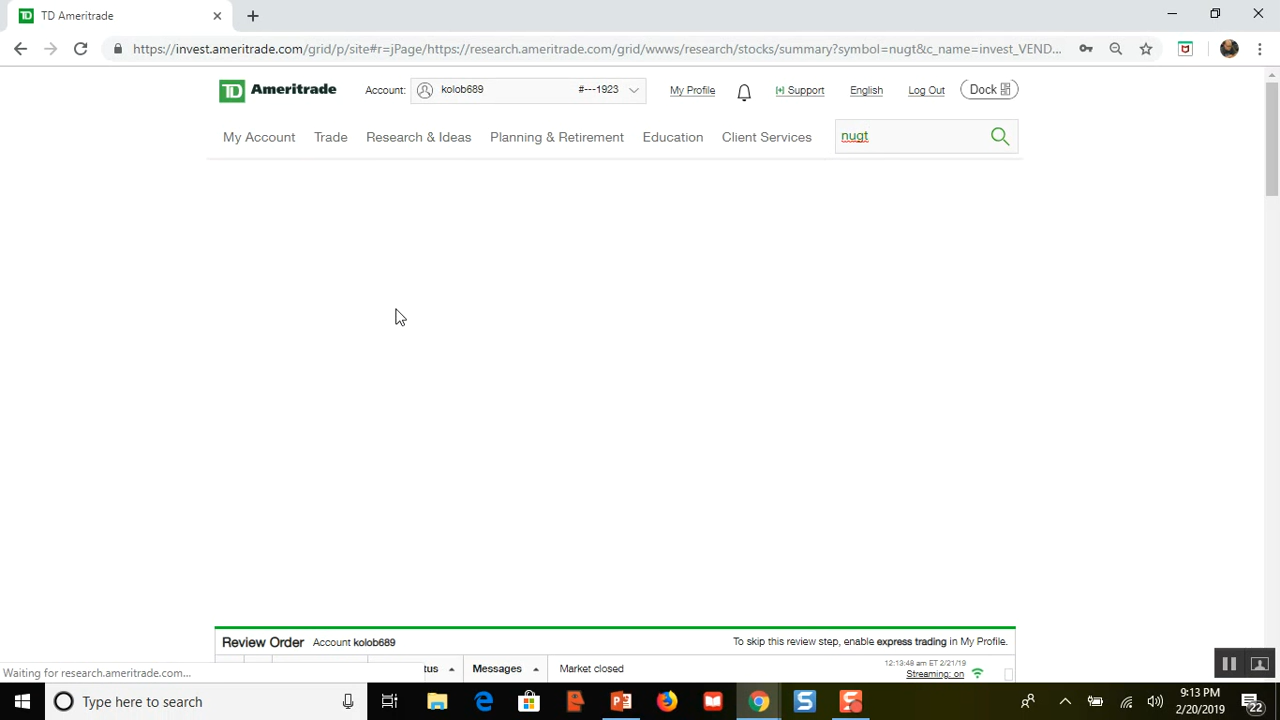 TD Ameritrade
https://invest.ameritrade.com/grid/p/site#r=jPage/https://research.ameritrade.com/grid/wwws/research/stocks/summary?symbol=nugt&c_name=invest_VEND...
TD Ameritrade Account: kolob689 #---1923 My Profile Support English Log Out Dock
My Account Trade Research & Ideas Planning & Retirement Education Client Services nugt
Review Order Account kolob689 To skip this review step, enable express trading in My Profile.
Waiting for research.ameritrade.com... tus Messages Market closed 12:13:48 am ET 2/21/19
Streaming: on
Type here to search 9:13 PM
2/20/2019 22